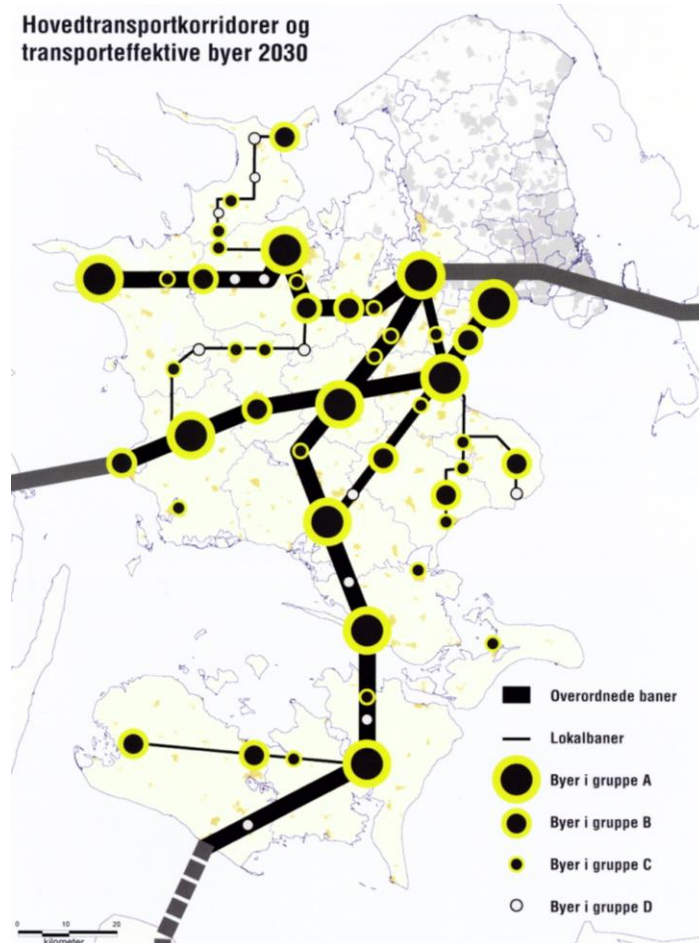 Hovedtransportkorridorer og
transporteffektive byer 2030
Overordnede baner
Lokalbaner
Byer i gruppe A
Byer i gruppe B
Byer i gruppe C
Byer i gruppe D
0 10 20
kilometer